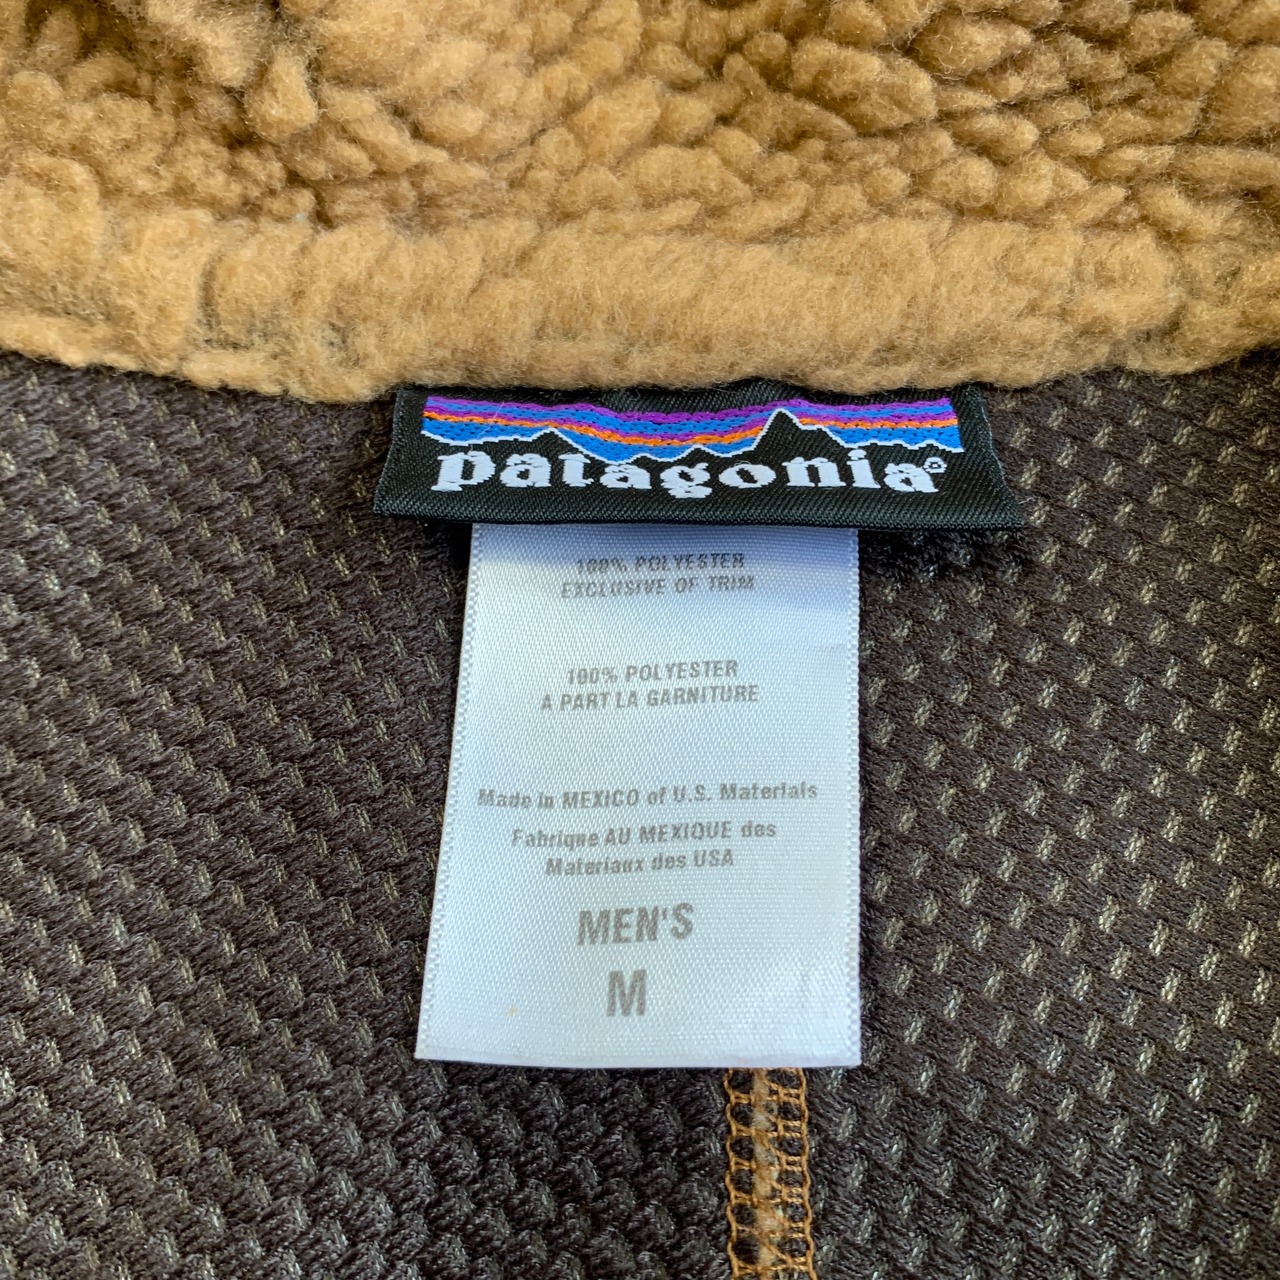 patagonia®
100% POLYESTER
EXCLUSIVE OF TRIM
100% POLYESTER
A PART LA GARNITURE
Made in MEXICO of U.S. Materials
Fabrique AU MEXIQUE des
Materiaux des USA
MEN'S
M